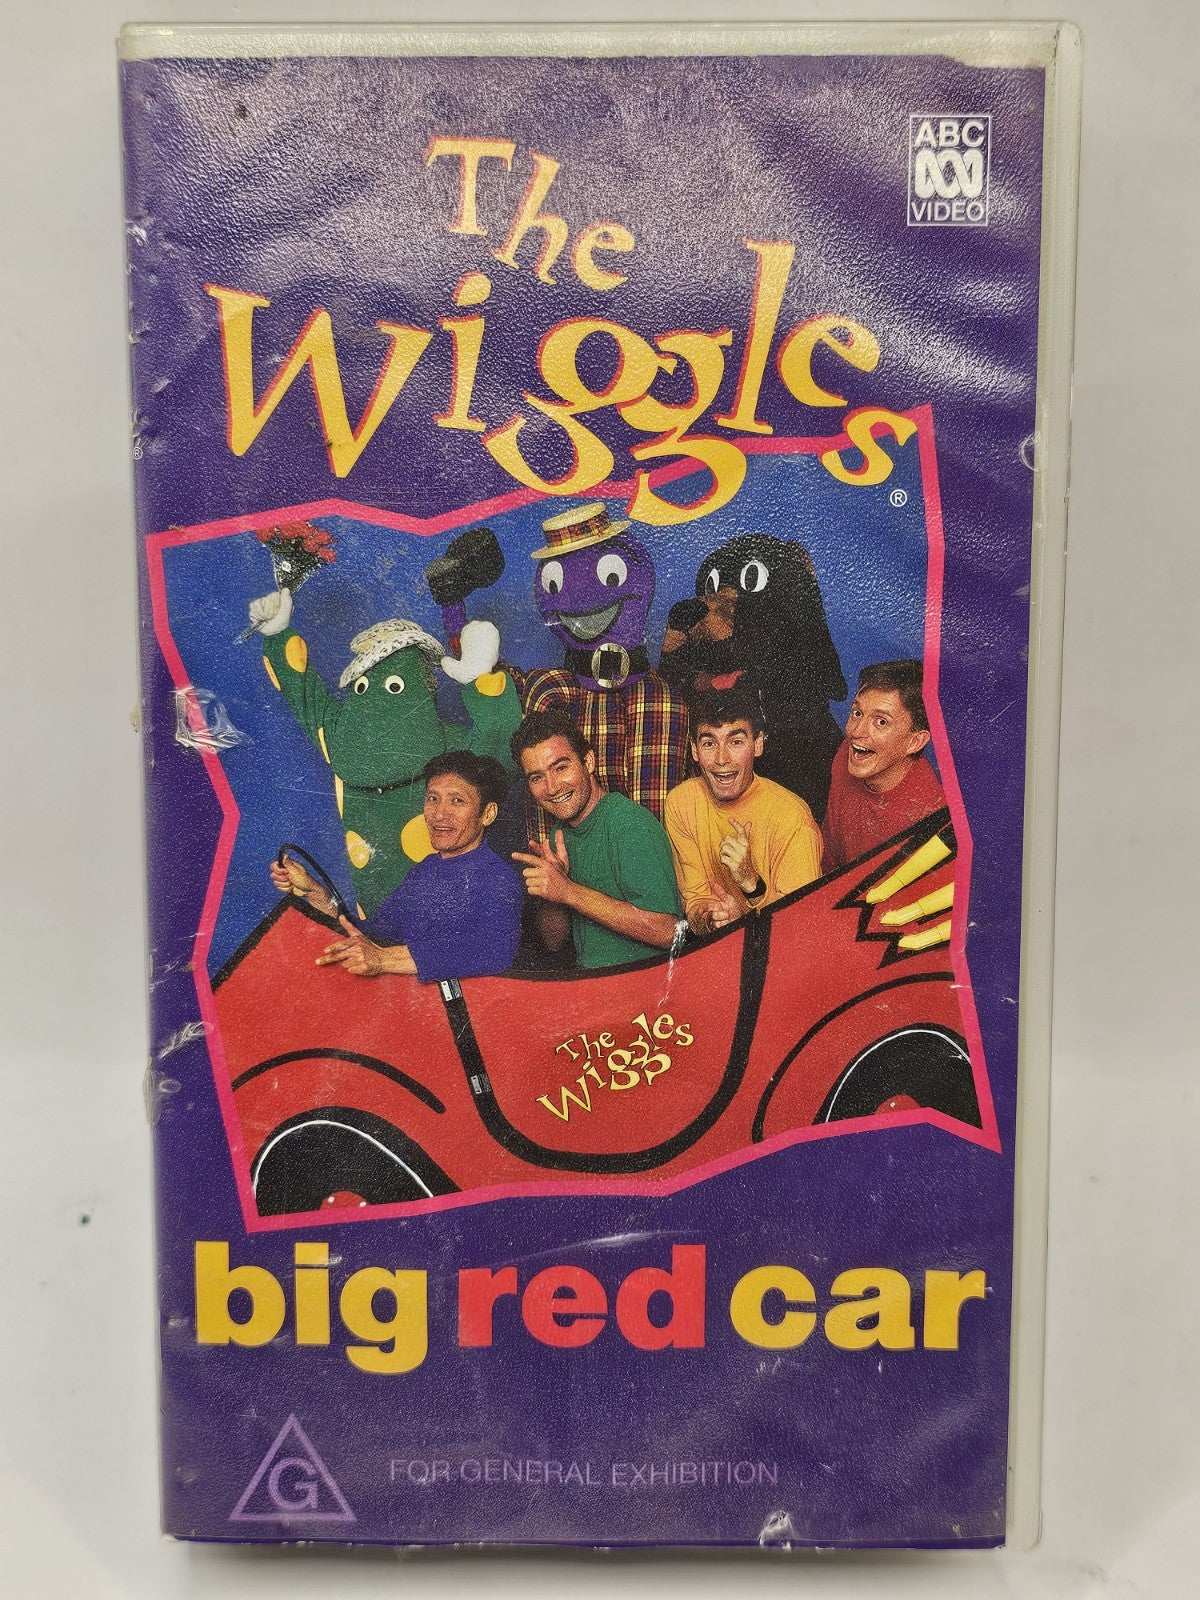 ABC
VIDEO
The
Wiggles
®
®
The
Wiggles
big red car
G
FOR GENERAL EXHIBITION